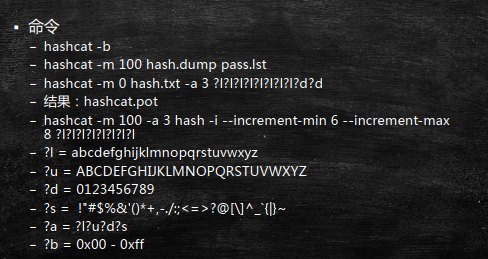 ▪ 命令
– hashcat -b
– hashcat -m 100 hash.dump pass.lst
– hashcat -m 0 hash.txt -a 3 ?l?l?l?l?l?l?l?l?d?d
– 结果：hashcat.pot
– hashcat -m 100 -a 3 hash -i --increment-min 6 --increment-max
8 ?l?l?l?l?l?l?l?l
– ?l = abcdefghijklmnopqrstuvwxyz
– ?u = ABCDEFGHIJKLMNOPQRSTUVWXYZ
– ?d = 0123456789
– ?s =  !"#$%&'()*+,-./:;<=>?@[\]^_`{|}~
– ?a = ?l?u?d?s
– ?b = 0x00 - 0xff